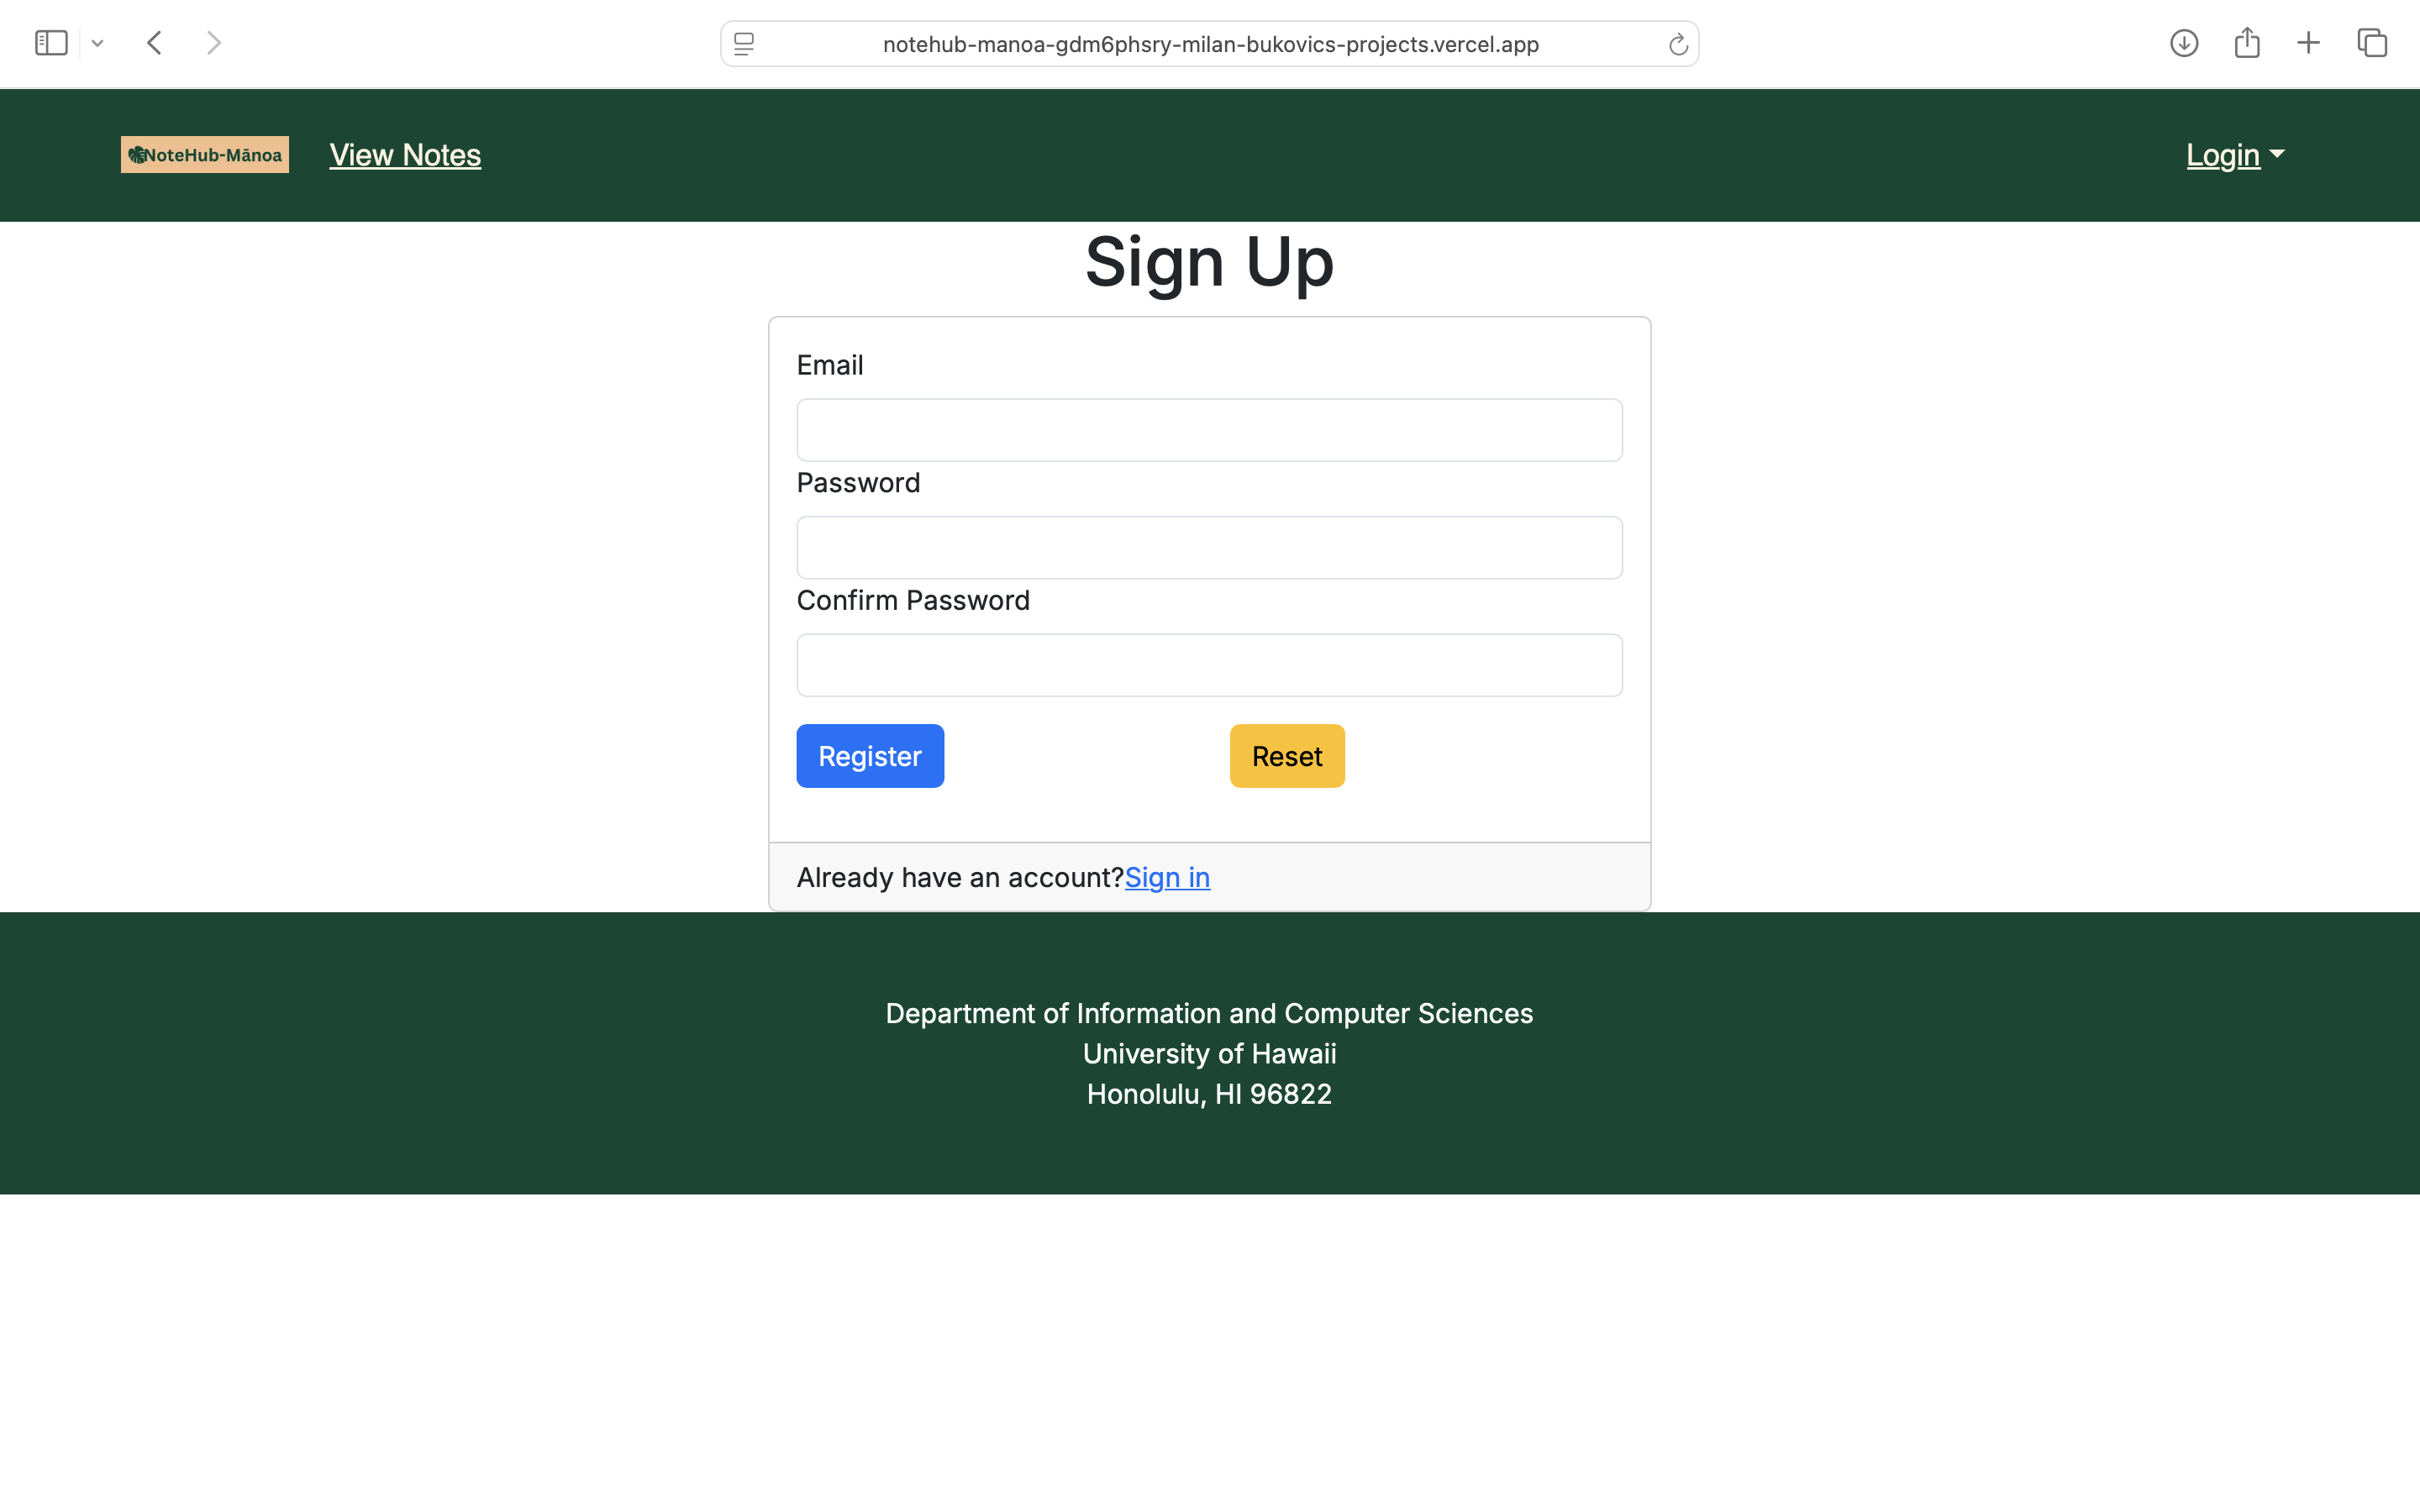 notehub-manoa-gdm6phsry-milan-bukovics-projects.vercel.app
NoteHub-Mānoa
View Notes
Login
Sign Up
Email
Password
Confirm Password
Register
Reset
Already have an account?Sign in
Department of Information and Computer Sciences
University of Hawaii
Honolulu, HI 96822